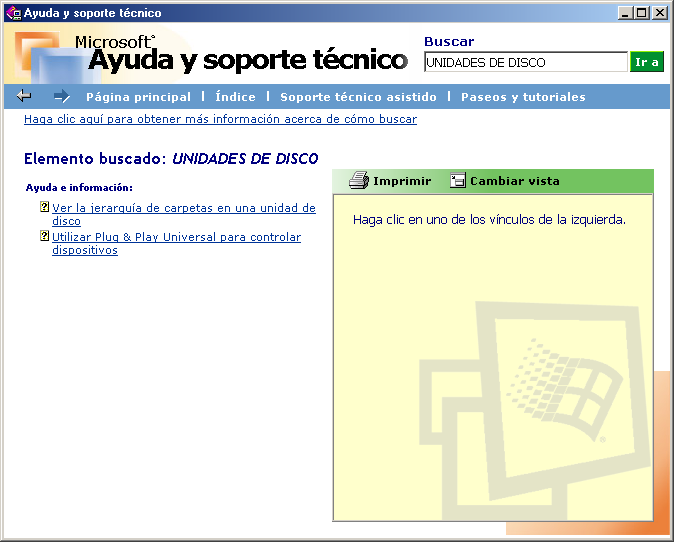 Ayuda y soporte técnico
Microsoft®
Ayuda y soporte técnico
Buscar
UNIDADES DE DISCO
Ir a
Página principal | Índice | Soporte técnico asistido | Paseos y tutoriales
Haga clic aquí para obtener más información acerca de cómo buscar
Elemento buscado: UNIDADES DE DISCO
Ayuda e información:
Ver la jerarquía de carpetas en una unidad de
disco
Utilizar Plug & Play Universal para controlar
dispositivos
Imprimir
Cambiar vista
Haga clic en uno de los vínculos de la izquierda.